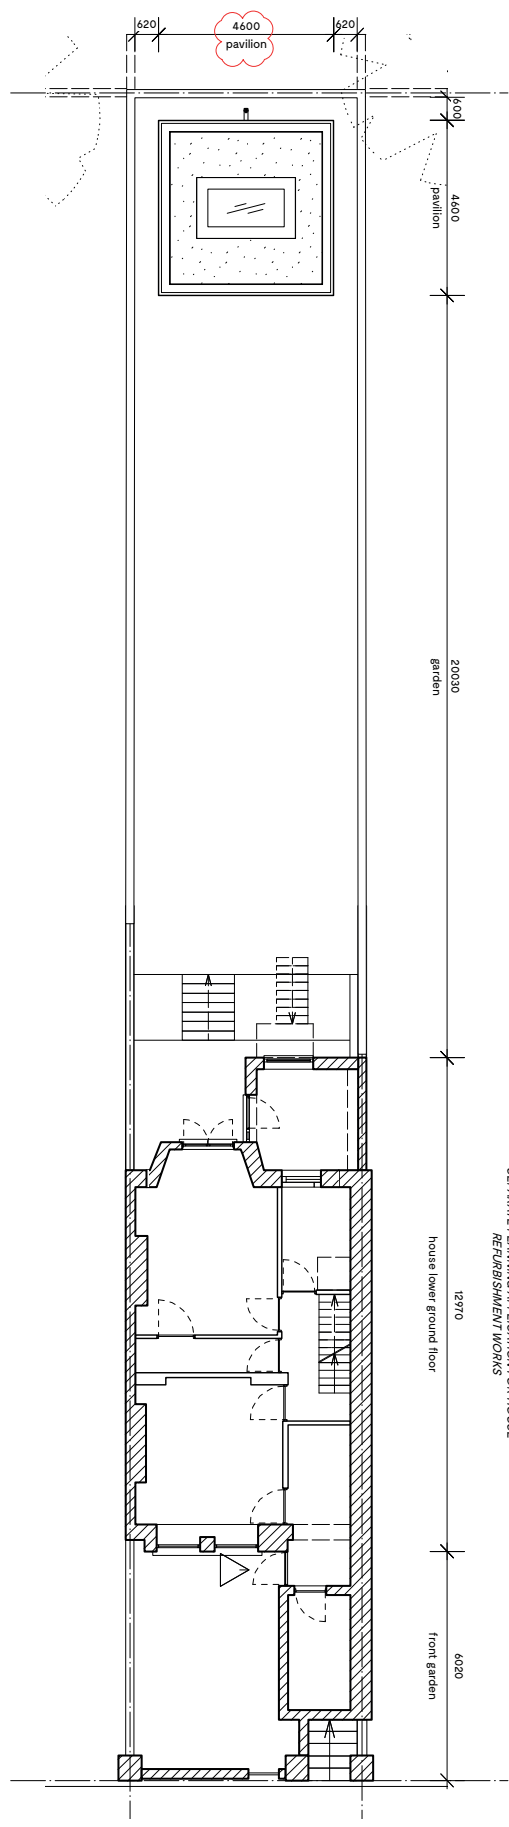 620
4600
620
pavilion
600
4600
pavilion
20030
garden
12970
house lower ground floor
REFURBISHMENT WORKS
6020
front garden